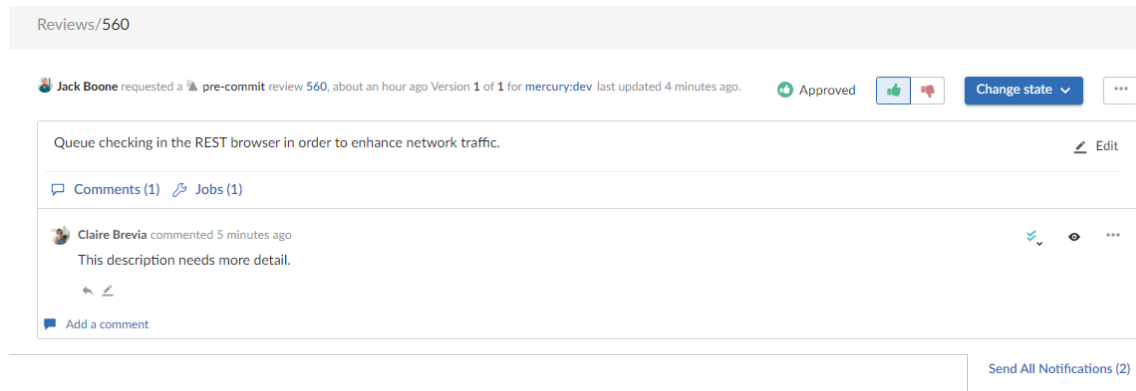 Reviews/560
Jack Boone requested a pre-commit review 560, about an hour ago Version 1 of 1 for mercury:dev last updated 4 minutes ago.
Approved
Change state
Queue checking in the REST browser in order to enhance network traffic.
Edit
Comments (1) Jobs (1)
Claire Brevia commented 5 minutes ago
This description needs more detail.
Add a comment
Send All Notifications (2)